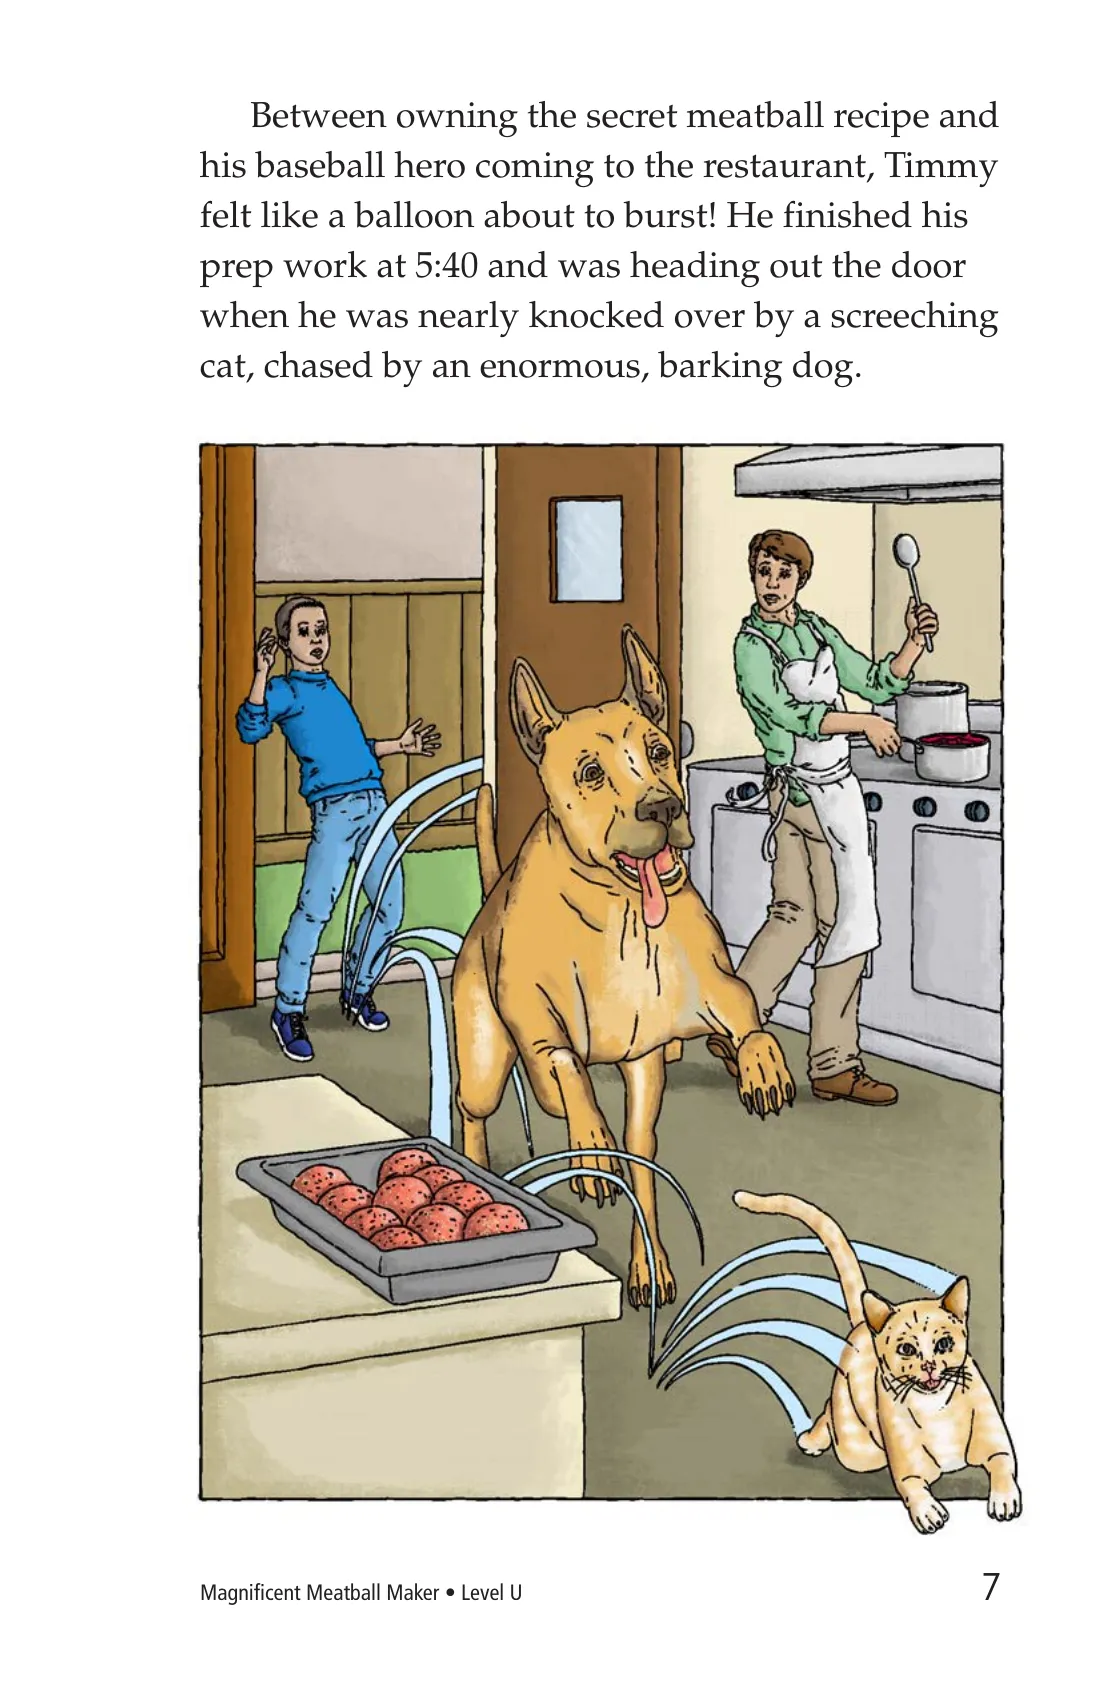 Between owning the secret meatball recipe and
his baseball hero coming to the restaurant, Timmy
felt like a balloon about to burst! He finished his
prep work at 5:40 and was heading out the door
when he was nearly knocked over by a screeching
cat, chased by an enormous, barking dog.
Magnificent Meatball Maker • Level U
7